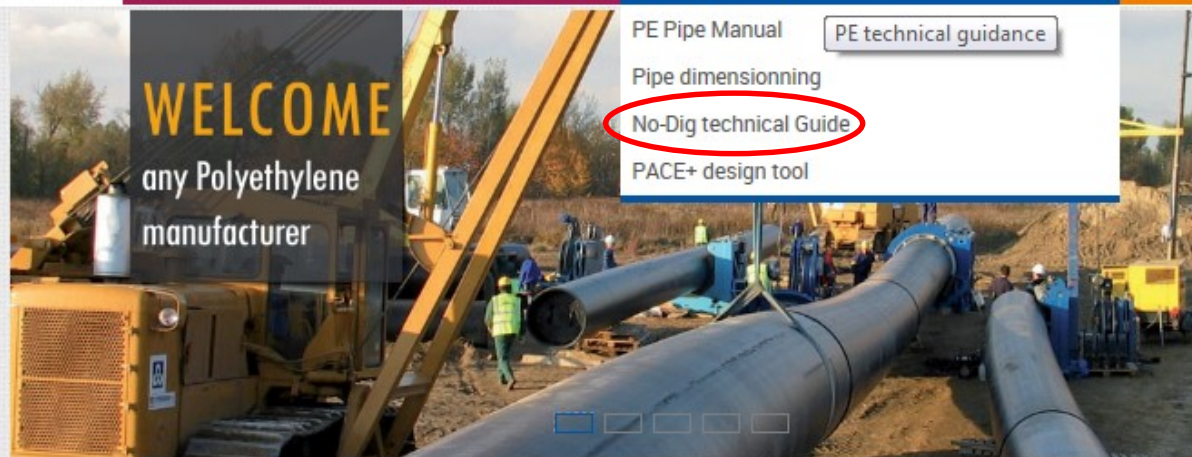 PE Pipe Manual
PE technical guidance
Pipe dimensionning
No-Dig technical Guide
PACE+ design tool
WELCOME
any Polyethylene
manufacturer